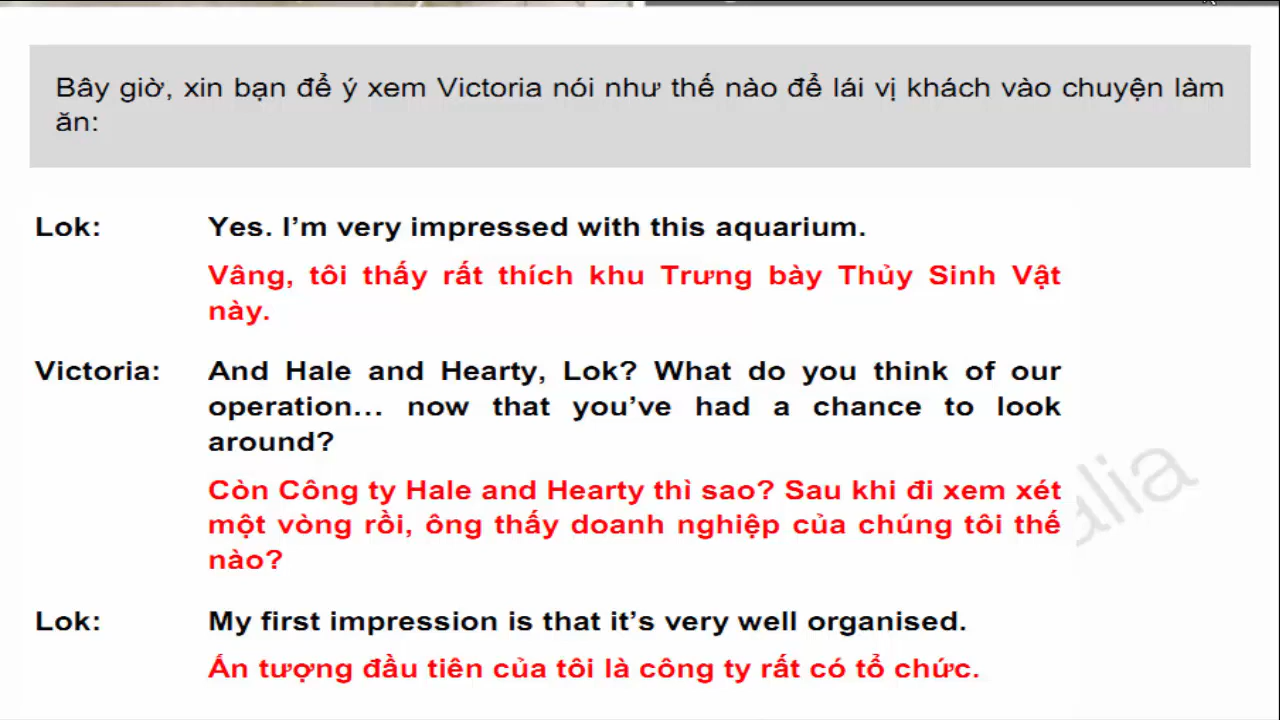 Bây giờ, xin bạn để ý xem Victoria nói như thế nào để lái vị khách vào chuyện làm
ăn:
Lok: Yes. I’m very impressed with this aquarium.
Vâng, tôi thấy rất thích khu Trưng bày Thủy Sinh Vật
này.
Victoria: And Hale and Hearty, Lok? What do you think of our
operation... now that you’ve had a chance to look
around?
Còn Công ty Hale and Hearty thì sao? Sau khi đi xem xét
một vòng rồi, ông thấy doanh nghiệp của chúng tôi thế
nào?
Lok: My first impression is that it’s very well organised.
Ấn tượng đầu tiên của tôi là công ty rất có tổ chức.